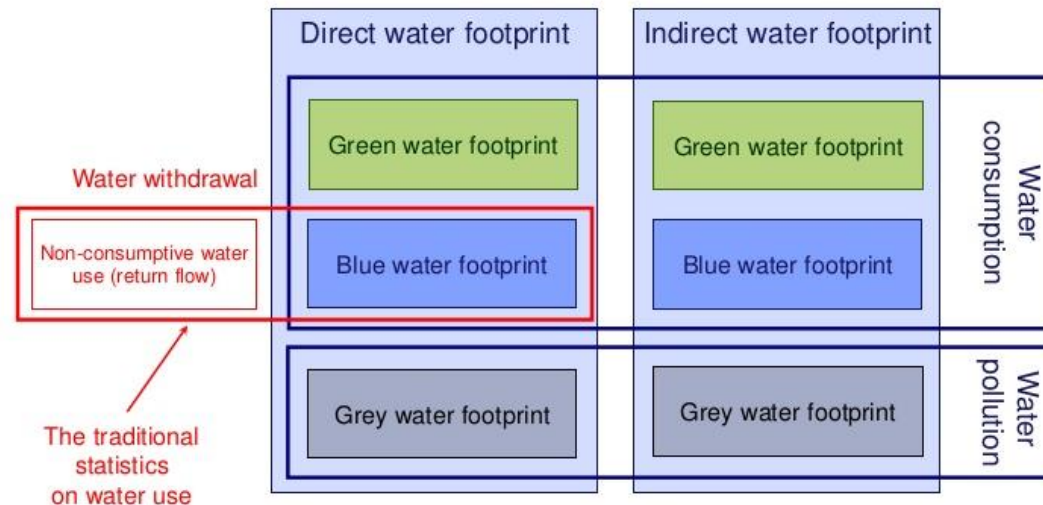 Direct water footprint
Indirect water footprint
Green water footprint
Green water footprint
Water
consumption
Water withdrawal
Non-consumptive water
use (return flow)
Blue water footprint
Blue water footprint
Grey water footprint
Grey water footprint
Water
pollution
The traditional
statistics
on water use